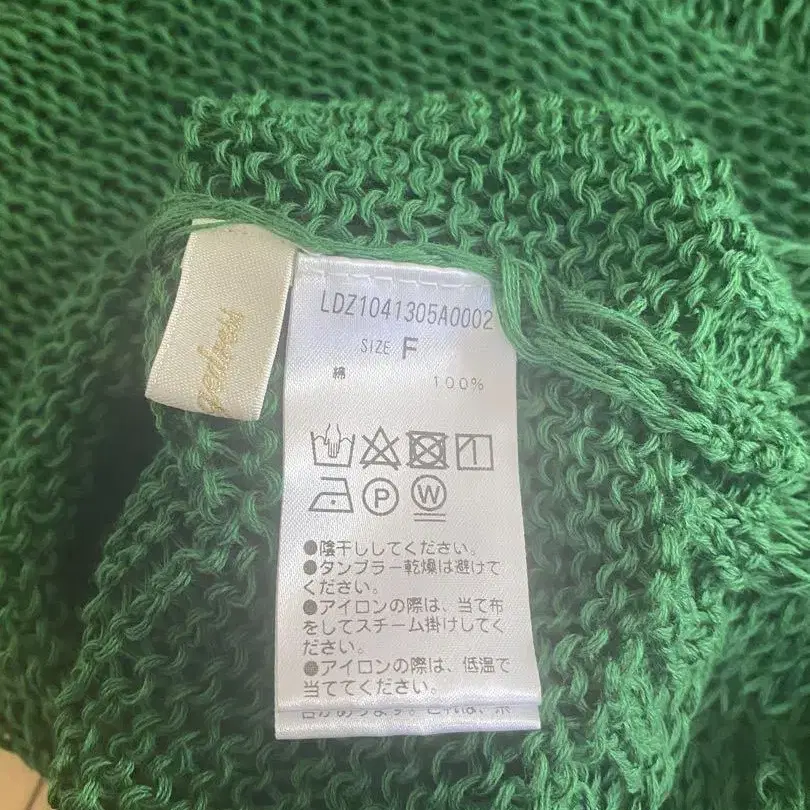 LDZ1041305A0002
SIZE F
綿 100%
P W
●陰干ししてください。
●タンブラー乾燥は避けて
ください。
●アイロンの際は、当て布
をしてスチーム掛けしてく
ださい。
●アイロンの際は、低温で
当ててください。